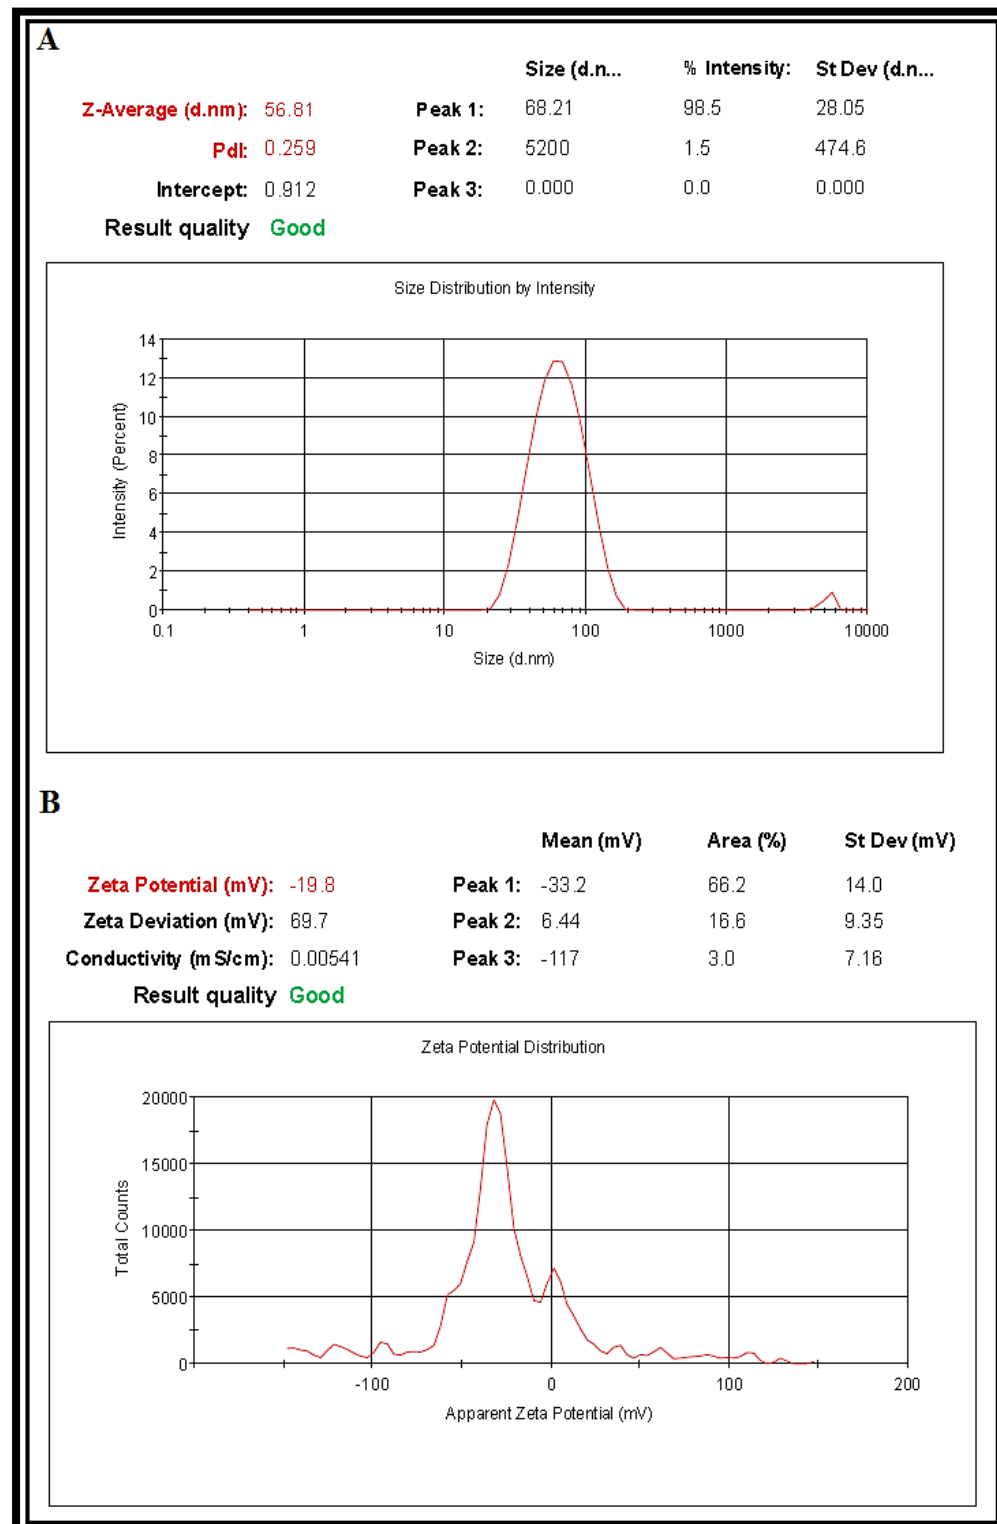 A
Size (d.n... % Intensity: St Dev (d.n...
Z-Average (d.nm): 56.81 Peak 1: 68.21 98.5 28.05
PdI: 0.259 Peak 2: 5200 1.5 474.6
Intercept: 0.912 Peak 3: 0.000 0.0 0.000
Result quality Good
Size Distribution by Intensity
14
12
10
8
6
4
2
0
Intensity (Percent)
0.1 1 10 100 1000 10000
Size (d.nm)
B
Mean (mV) Area (%) St Dev (mV)
Zeta Potential (mV): -19.8 Peak 1: -33.2 66.2 14.0
Zeta Deviation (mV): 69.7 Peak 2: 6.44 16.6 9.35
Conductivity (mS/cm): 0.00541 Peak 3: -117 3.0 7.16
Result quality Good
Zeta Potential Distribution
20000
15000
10000
5000
0
Total Counts
-100 0 100 200
Apparent Zeta Potential (mV)